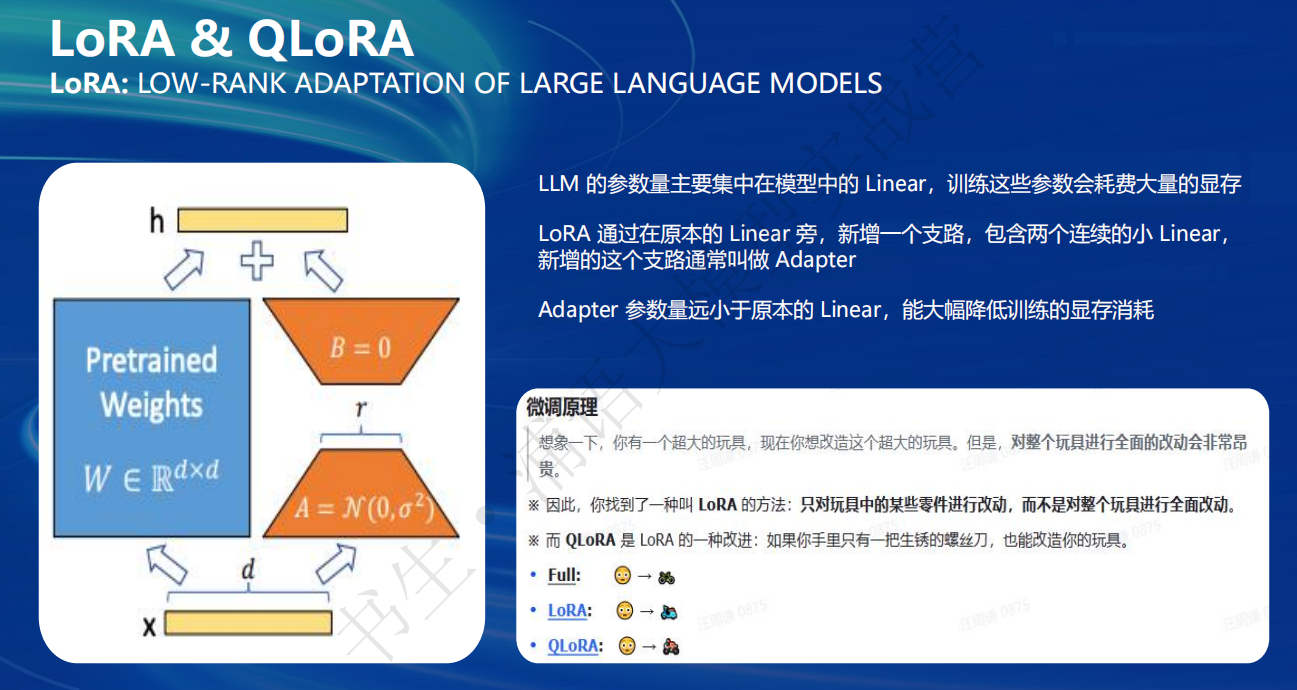 LoRA & QLoRA
LoRA: LOW-RANK ADAPTATION OF LARGE LANGUAGE MODELS
h
Pretrained
Weights
W ∈ ℝᵈˣᵈ
B = 0
r
A = 𝒩(0, σ²)
d
x
LLM 的参数量主要集中在模型中的 Linear，训练这些参数会耗费大量的显存
LoRA 通过在原本的 Linear 旁，新增一个支路，包含两个连续的小 Linear，
新增的这个支路通常叫做 Adapter
Adapter 参数量远小于原本的 Linear，能大幅降低训练的显存消耗
微调原理
想象一下，你有一个超大的玩具，现在你想改造这个超大的玩具。但是，对整个玩具进行全面的改动会非常昂
贵。
※ 因此，你找到了一种叫 LoRA 的方法：只对玩具中的某些零件进行改动，而不是对整个玩具进行全面改动。
※ 而 QLoRA 是 LoRA 的一种改进：如果你手里只有一把生锈的螺丝刀，也能改造你的玩具。
• Full: 😳 → 🚲
• LoRA: 😳 → 🛵
• QLoRA: 😳 → 🏍
书生·浦语大模型实战营